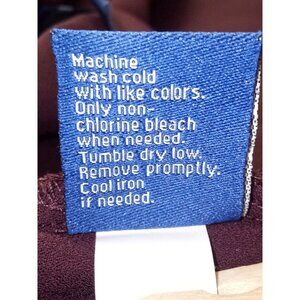 Machine
wash cold
with like colors.
Only non-
chlorine bleach
when needed.
Tumble dry low.
Remove promptly.
Cool iron
if needed.